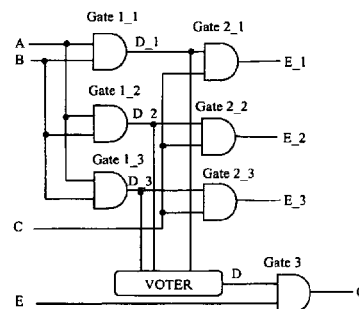 Gate 1_1
Gate 2_1
A
D_1
B
E_1
Gate 1_2
Gate 2_2
D_2
E_2
Gate 1_3
Gate 2_3
D_3
E_3
C
Gate 3
D
VOTER
E